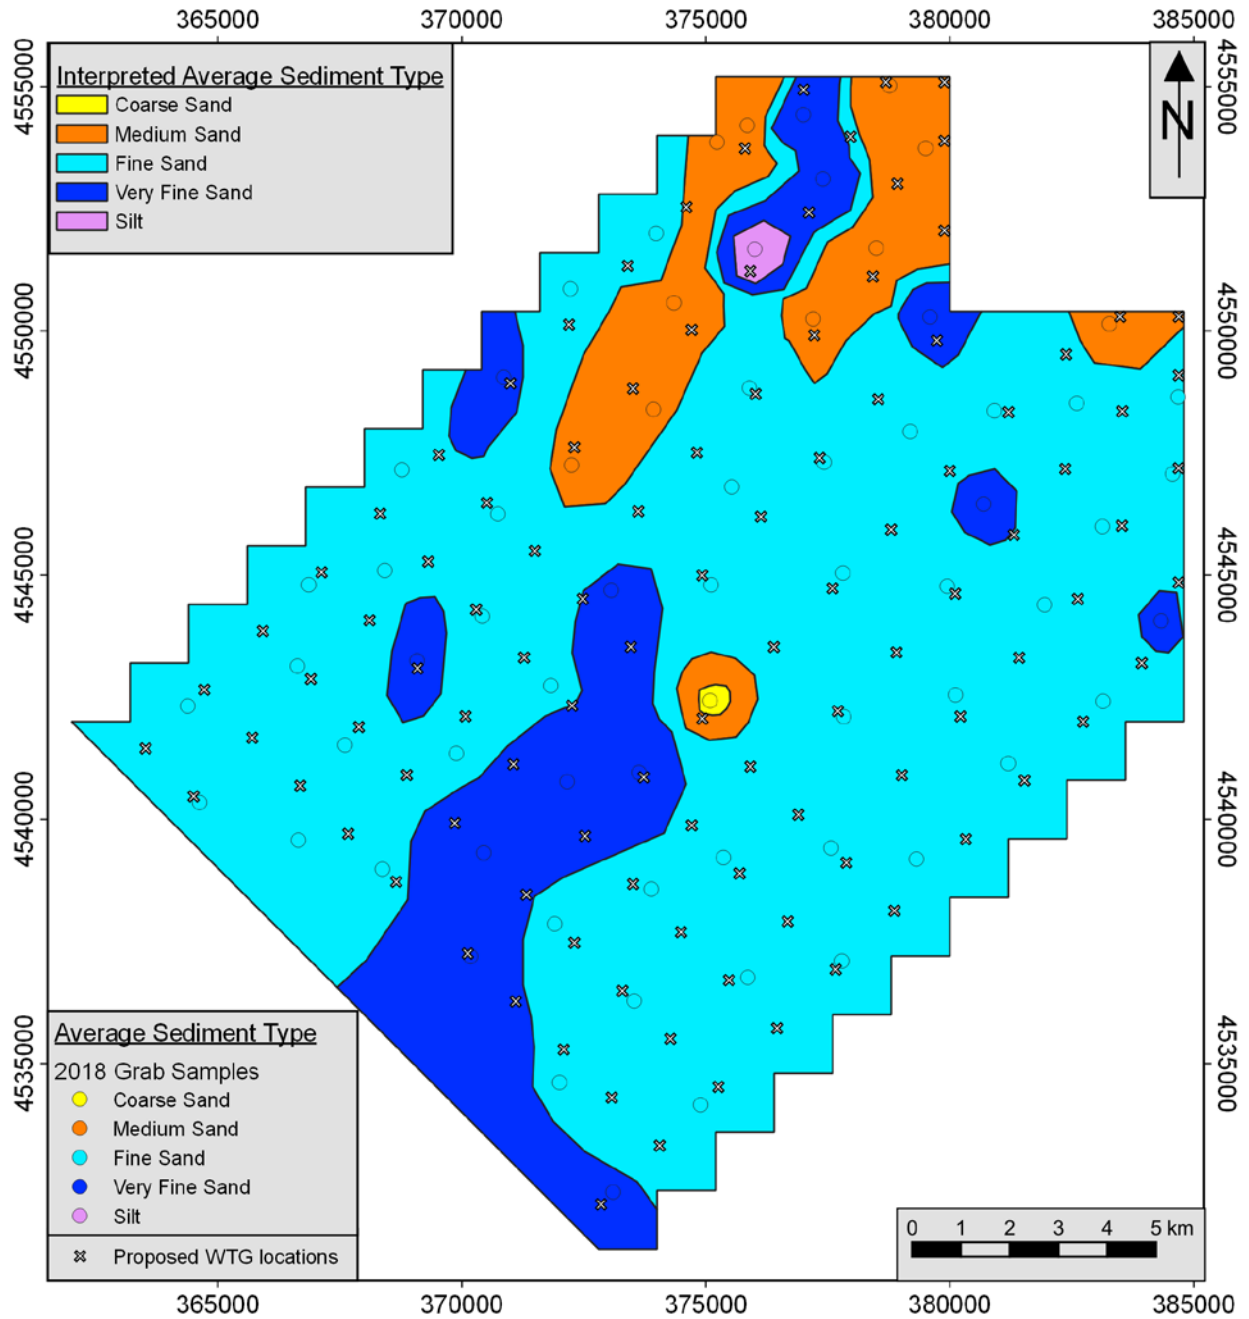 365000 370000 375000 380000 385000
Interpreted Average Sediment Type
Coarse Sand
Medium Sand
Fine Sand
Very Fine Sand
Silt
N
4555000
4550000
4545000
4540000
4535000
4555000
4550000
4545000
4540000
4535000
Average Sediment Type
2018 Grab Samples
Coarse Sand
Medium Sand
Fine Sand
Very Fine Sand
Silt
Proposed WTG locations
0 1 2 3 4 5 km
365000 370000 375000 380000 385000